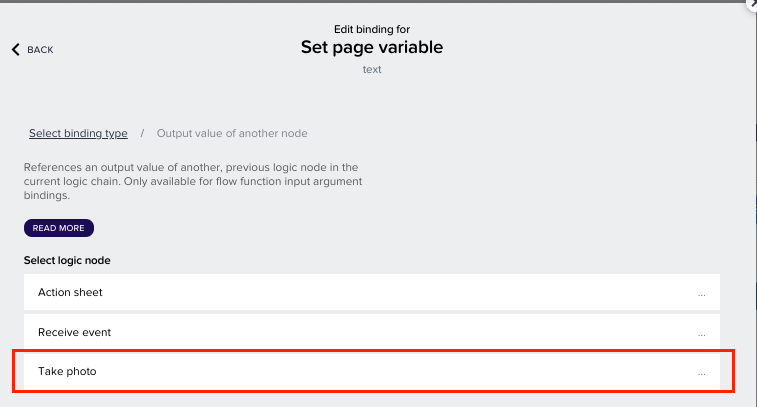 Edit binding for
BACK
Set page variable
text
Select binding type / Output value of another node
References an output value of another, previous logic node in the
current logic chain. Only available for flow function input argument
bindings.
READ MORE
Select logic node
Action sheet ...
Receive event ...
Take photo ...